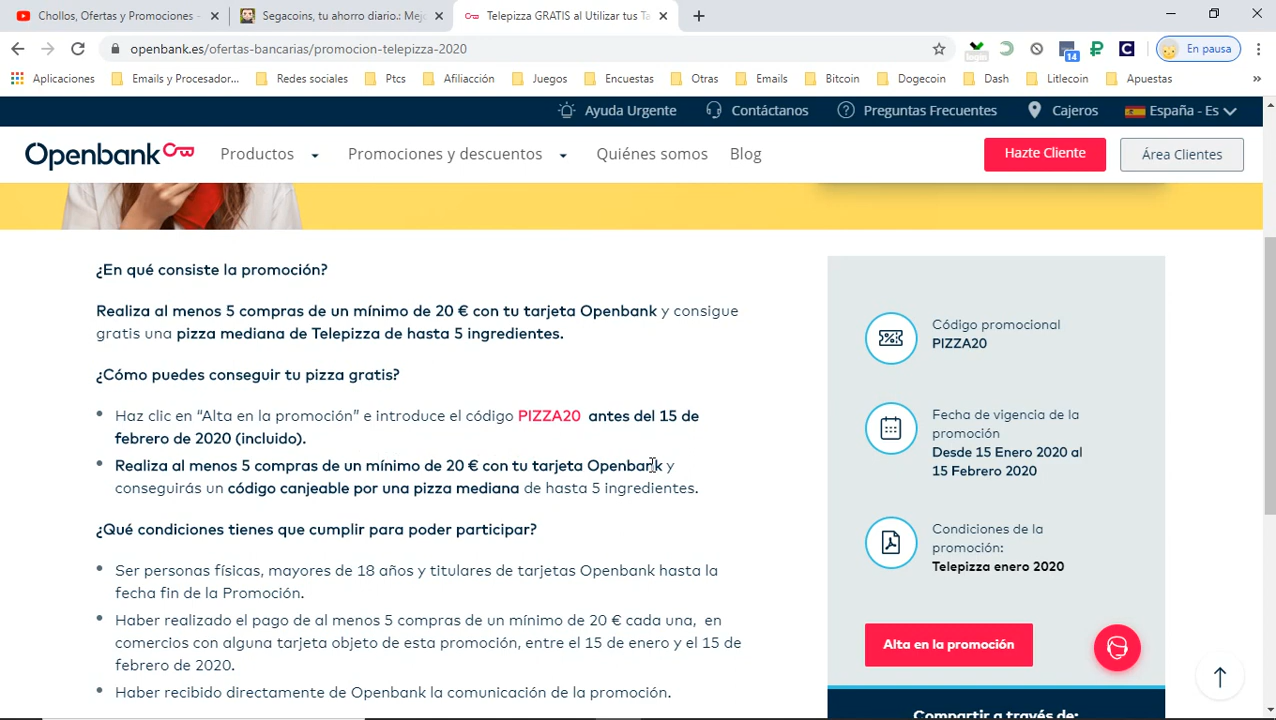 Chollos, Ofertas y Promociones -
Segacoins, tu ahorro diario.: Mej
Telepizza GRATIS al Utilizar tus Ta
openbank.es/ofertas-bancarias/promocion-telepizza-2020
14
En pausa
Aplicaciones
Emails y Procesador...
Redes sociales
Ptcs
Afiliacción
Juegos
Encuestas
Otras
Emails
Bitcoin
Dogecoin
Dash
Litlecoin
Apuestas
»
Ayuda Urgente
Contáctanos
Preguntas Frecuentes
Cajeros
España - Es
Openbank
Productos
Promociones y descuentos
Quiénes somos
Blog
Hazte Cliente
Área Clientes
¿En qué consiste la promoción?
Realiza al menos 5 compras de un mínimo de 20 € con tu tarjeta Openbank y consigue
gratis una pizza mediana de Telepizza de hasta 5 ingredientes.
¿Cómo puedes conseguir tu pizza gratis?
Haz clic en “Alta en la promoción” e introduce el código PIZZA20 antes del 15 de
febrero de 2020 (incluido).
Realiza al menos 5 compras de un mínimo de 20 € con tu tarjeta Openbank y
conseguirás un código canjeable por una pizza mediana de hasta 5 ingredientes.
¿Qué condiciones tienes que cumplir para poder participar?
Ser personas físicas, mayores de 18 años y titulares de tarjetas Openbank hasta la
fecha fin de la Promoción.
Haber realizado el pago de al menos 5 compras de un mínimo de 20 € cada una, en
comercios con alguna tarjeta objeto de esta promoción, entre el 15 de enero y el 15 de
febrero de 2020.
Haber recibido directamente de Openbank la comunicación de la promoción.
Código promocional
PIZZA20
Fecha de vigencia de la
promoción
Desde 15 Enero 2020 al
15 Febrero 2020
Condiciones de la
promoción:
Telepizza enero 2020
Alta en la promoción
Compartir a través de: